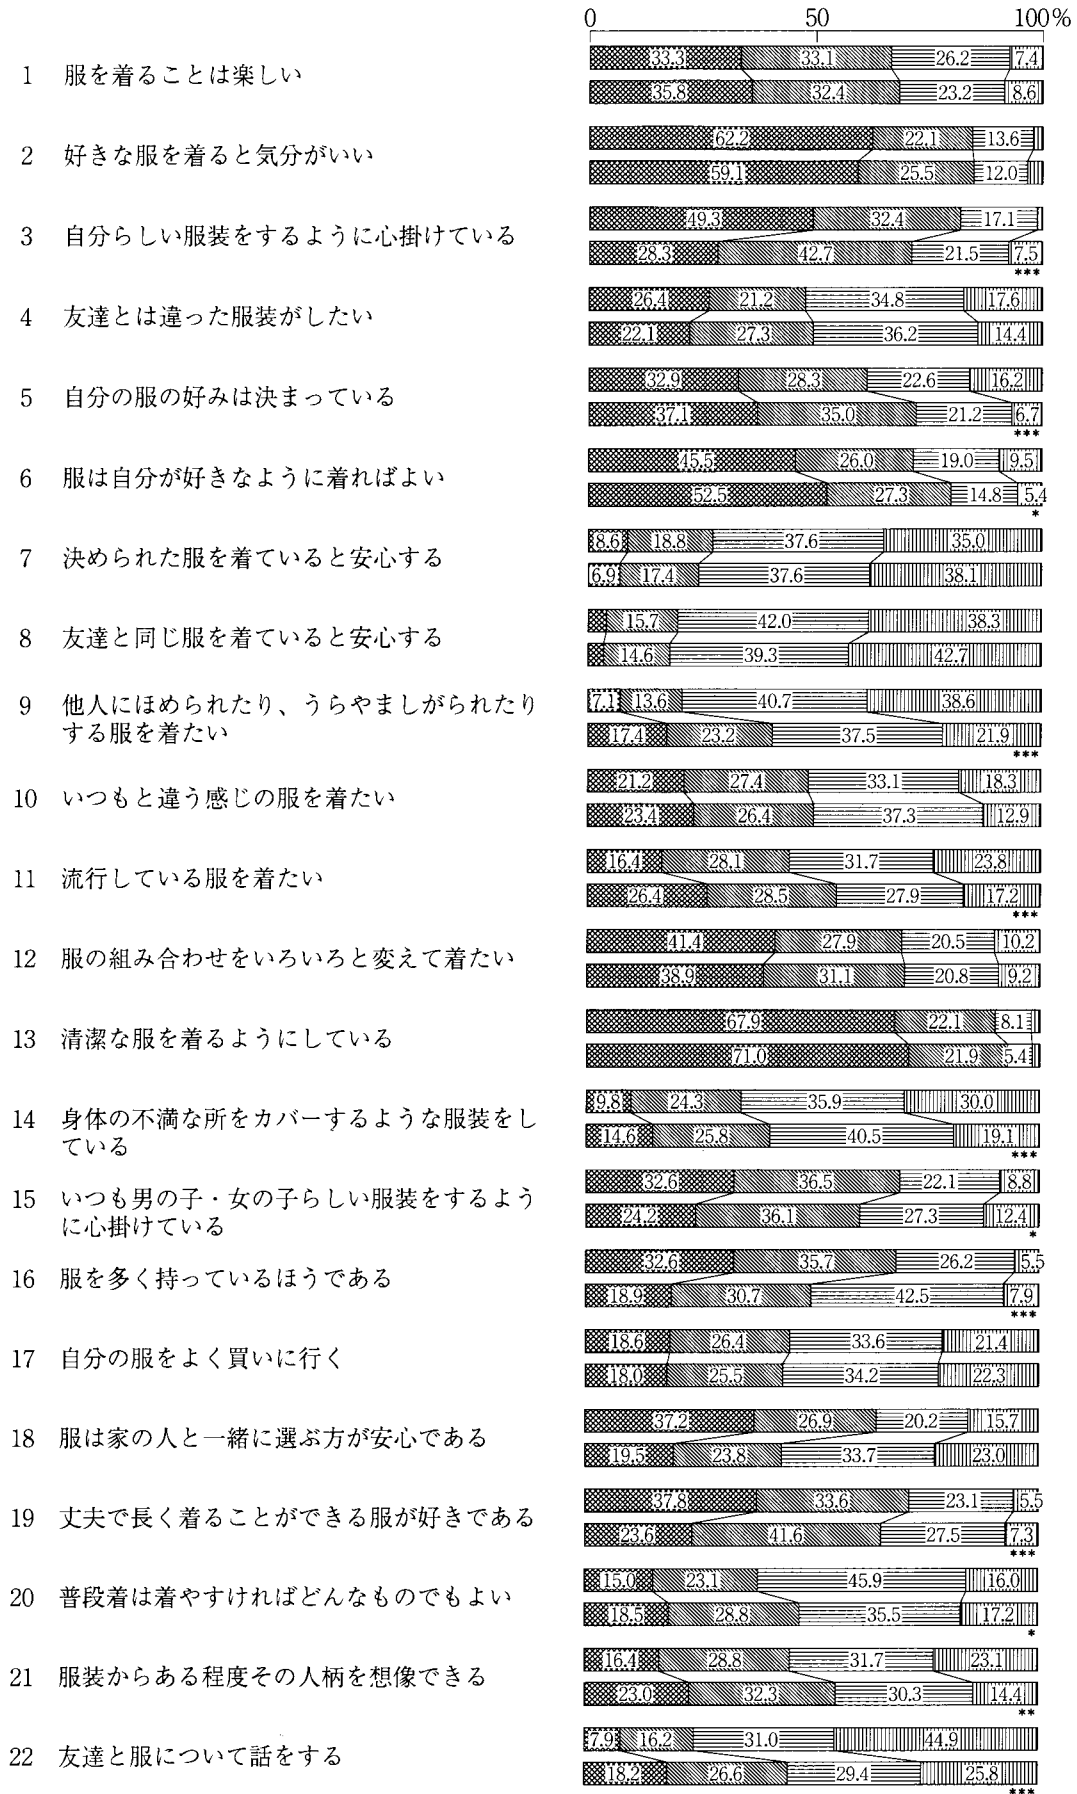 0 50 100%
1 服を着ることは楽しい
33.3 33.1 26.2 7.4
35.8 32.4 23.2 8.6
2 好きな服を着ると気分がいい
62.2 22.1 13.6
59.1 25.5 12.0
3 自分らしい服装をするように心掛けている
49.3 32.4 17.1
28.3 42.7 21.5 7.5
***
4 友達とは違った服装がしたい
26.4 21.2 34.8 17.6
22.1 27.3 36.2 14.4
5 自分の服の好みは決まっている
32.9 28.3 22.6 16.2
37.1 35.0 21.2 6.7
***
6 服は自分が好きなように着ればよい
45.5 26.0 19.0 9.5
52.5 27.3 14.8 5.4
*
7 決められた服を着ていると安心する
8.6 18.8 37.6 35.0
6.9 17.4 37.6 38.1
8 友達と同じ服を着ていると安心する
15.7 42.0 38.3
14.6 39.3 42.7
9 他人にほめられたり、うらやましがられたり
する服を着たい
7.1 13.6 40.7 38.6
17.4 23.2 37.5 21.9
***
10 いつもと違う感じの服を着たい
21.2 27.4 33.1 18.3
23.4 26.4 37.3 12.9
11 流行している服を着たい
16.4 28.1 31.7 23.8
26.4 28.5 27.9 17.2
***
12 服の組み合わせをいろいろと変えて着たい
41.4 27.9 20.5 10.2
38.9 31.1 20.8 9.2
13 清潔な服を着るようにしている
67.9 22.1 8.1
71.0 21.9 5.4
14 身体の不満な所をカバーするような服装をし
ている
9.8 24.3 35.9 30.0
14.6 25.8 40.5 19.1
***
15 いつも男の子・女の子らしい服装をするよう
に心掛けている
32.6 36.5 22.1 8.8
24.2 36.1 27.3 12.4
*
16 服を多く持っているほうである
32.6 35.7 26.2 5.5
18.9 30.7 42.5 7.9
***
17 自分の服をよく買いに行く
18.6 26.4 33.6 21.4
18.0 25.5 34.2 22.3
18 服は家の人と一緒に選ぶ方が安心である
37.2 26.9 20.2 15.7
19.5 23.8 33.7 23.0
19 丈夫で長く着ることができる服が好きである
37.8 33.6 23.1 5.5
23.6 41.6 27.5 7.3
***
20 普段着は着やすければどんなものでもよい
15.0 23.1 45.9 16.0
18.5 28.8 35.5 17.2
*
21 服装からある程度その人柄を想像できる
16.4 28.8 31.7 23.1
23.0 32.3 30.3 14.4
**
22 友達と服について話をする
7.9 16.2 31.0 44.9
18.2 26.6 29.4 25.8
***